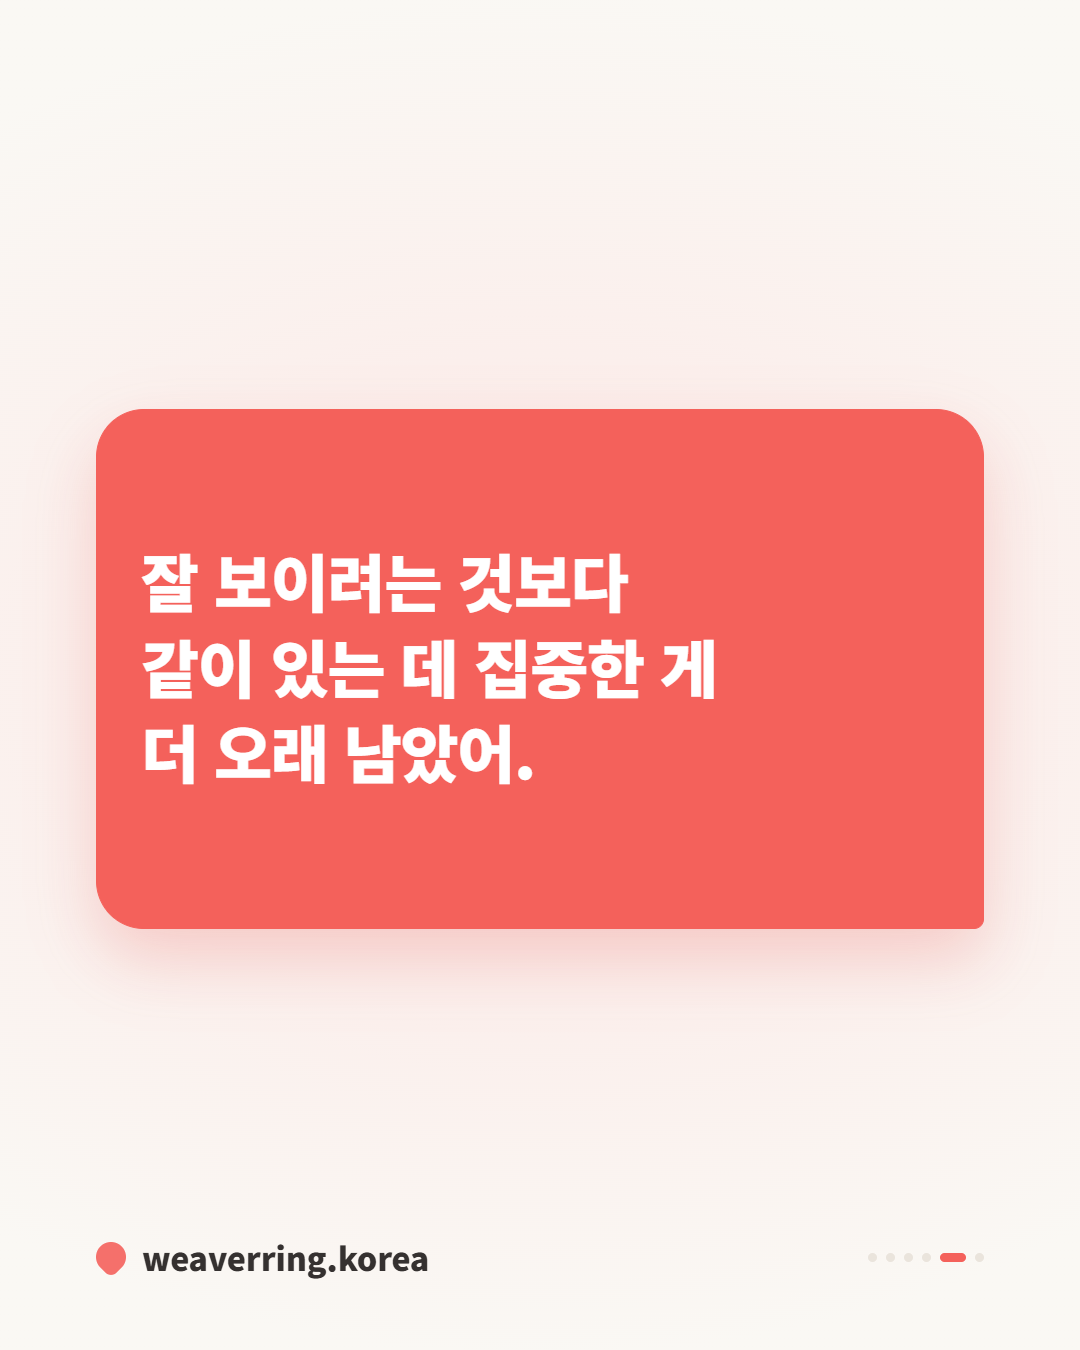 잘 보이려는 것보다
같이 있는 데 집중한 게
더 오래 남았어.
weaverring.korea